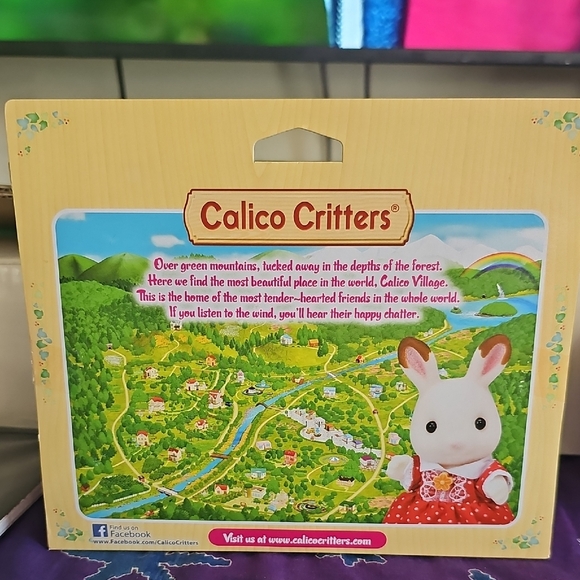 Calico Critters®
Over green mountains, tucked away in the depths of the forest.
Here we find the most beautiful place in the world, Calico Village.
This is the home of the most tender-hearted friends in the whole world.
If you listen to the wind, you'll hear their happy chatter.
f Find us on
Facebook
www.Facebook.com/CalicoCritters
Visit us at www.calicocritters.com